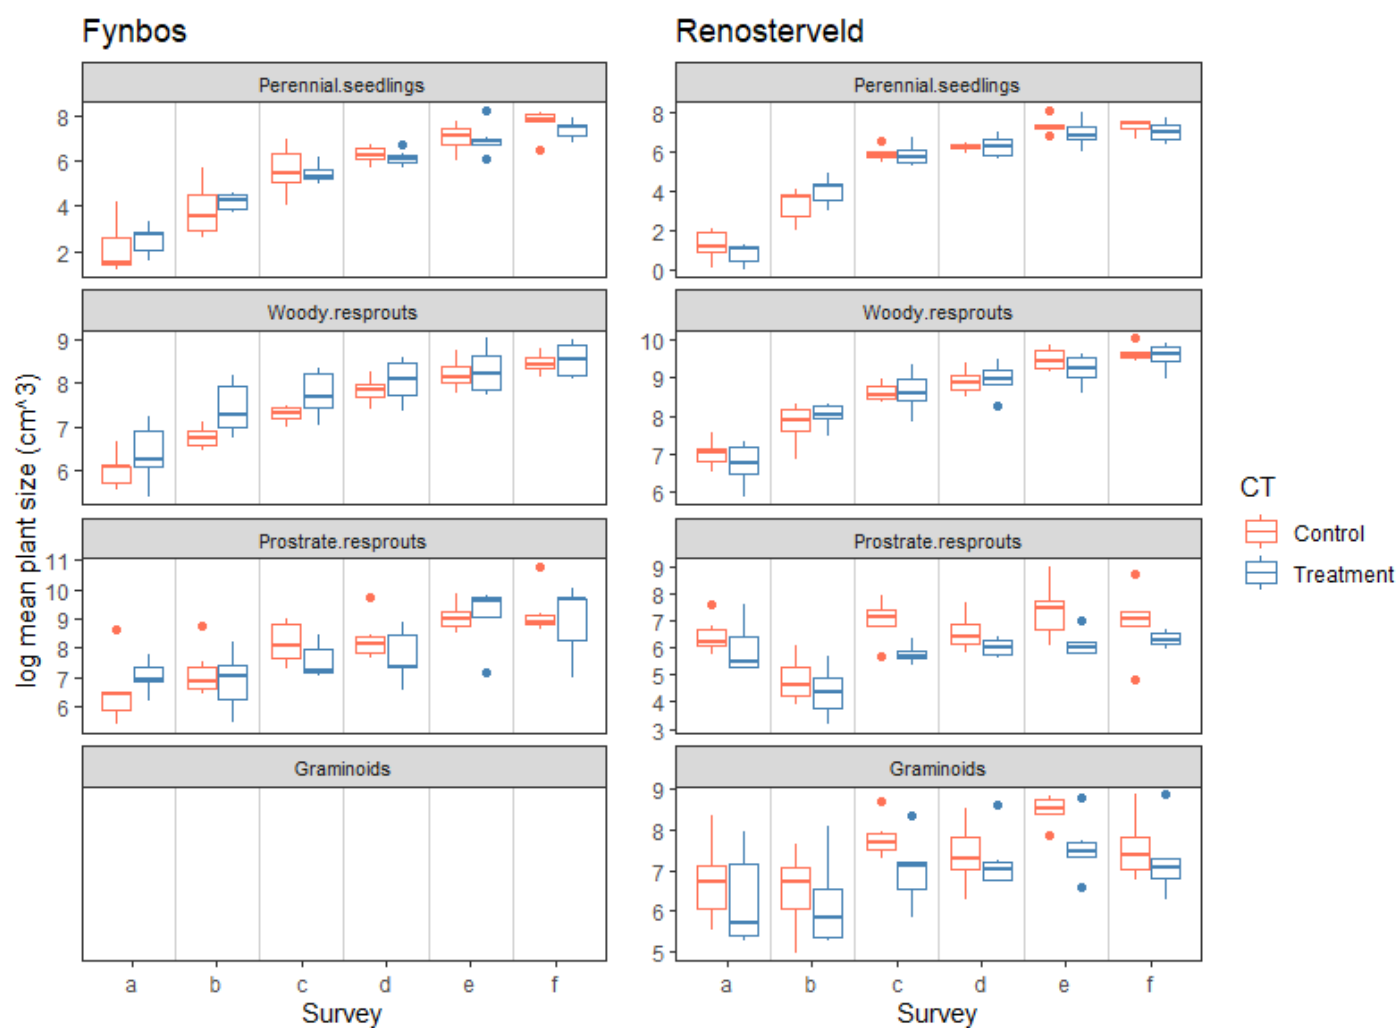 Fynbos
Renosterveld
Perennial.seedlings
8
6
4
2
Perennial.seedlings
8
6
4
2
0
Woody.resprouts
9
8
7
6
Woody.resprouts
10
9
8
7
6
Prostrate.resprouts
11
10
9
8
7
6
Prostrate.resprouts
9
8
7
6
5
4
3
Graminoids
Graminoids
9
8
7
6
5
log mean plant size (cm^3)
a b c d e f
Survey
a b c d e f
Survey
CT
Control
Treatment